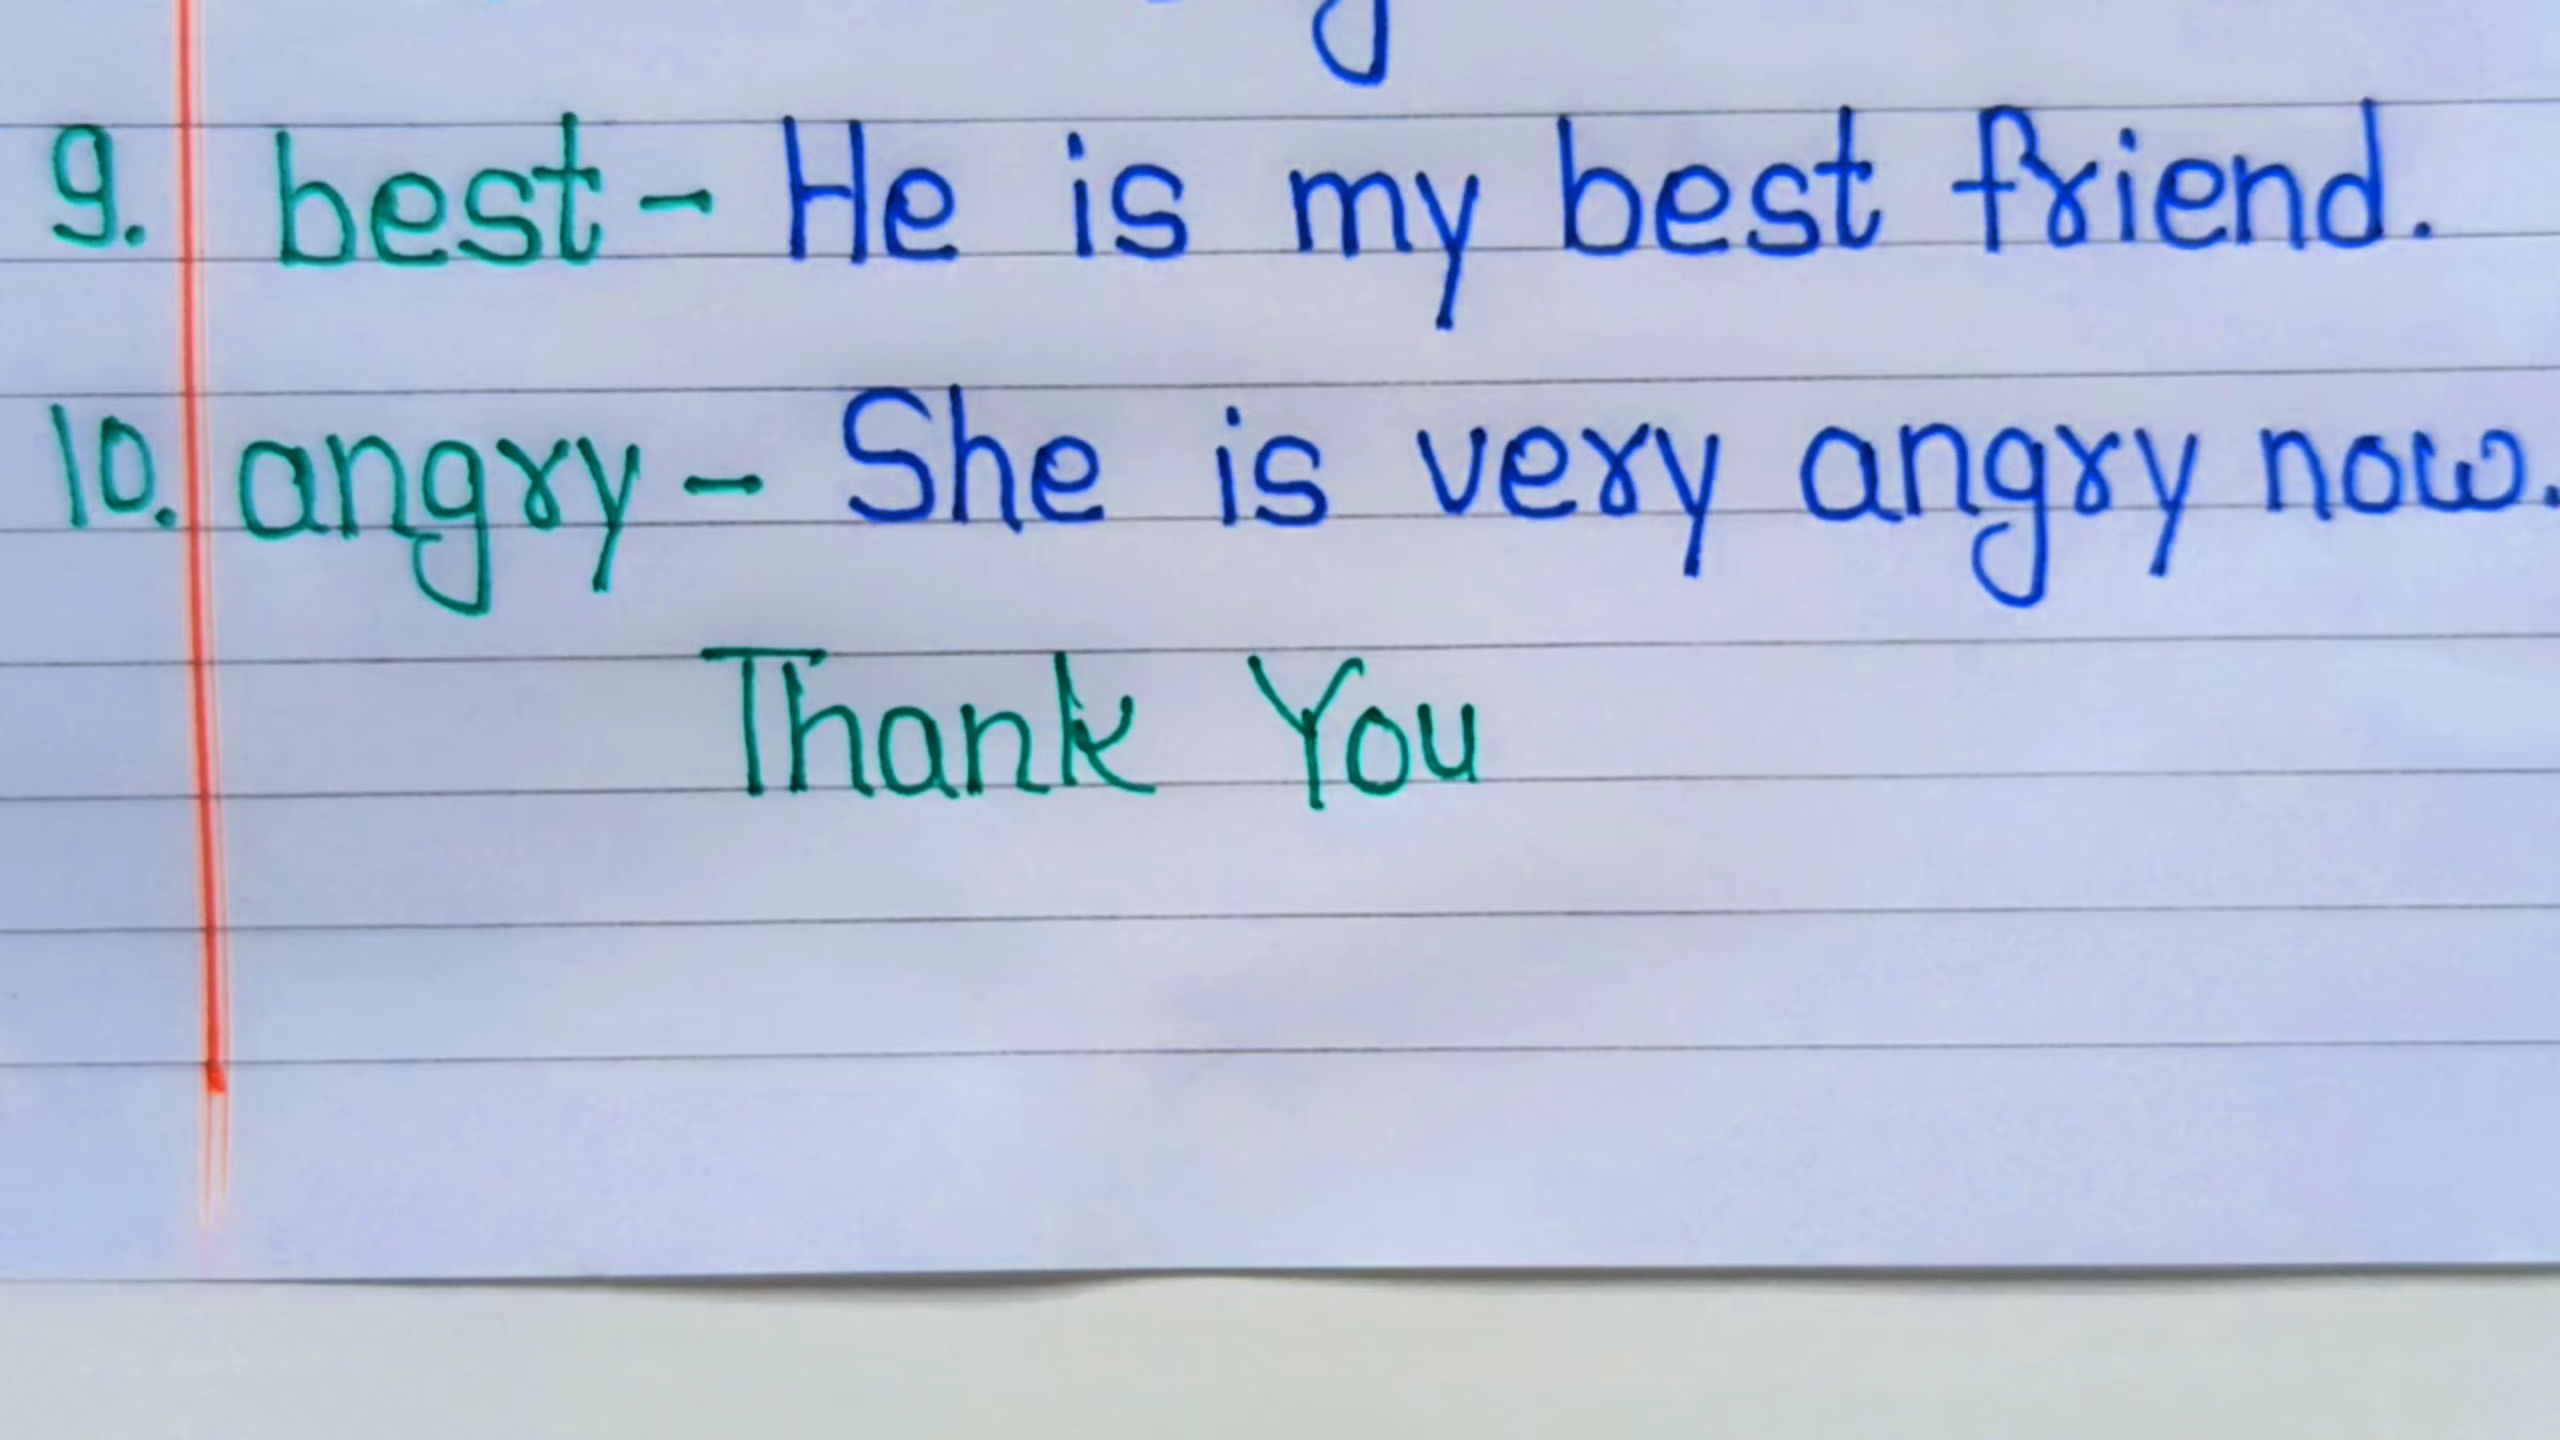 9. best - He is my best friend.
10. angry - She is very angry now.
Thank You